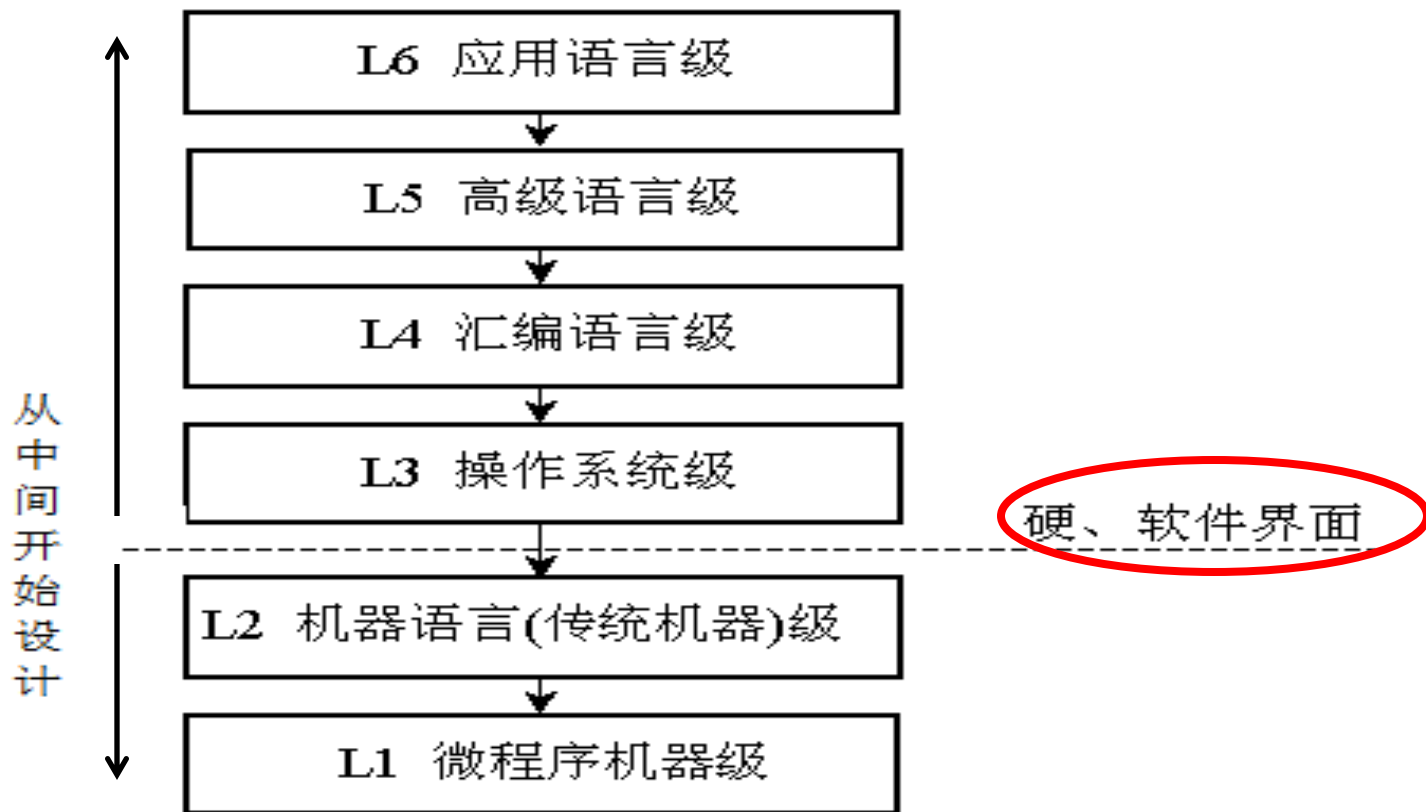 L6 应用语言级
L5 高级语言级
L4 汇编语言级
L3 操作系统级
硬、软件界面
L2 机器语言(传统机器)级
L1 微程序机器级
从中间开始设计